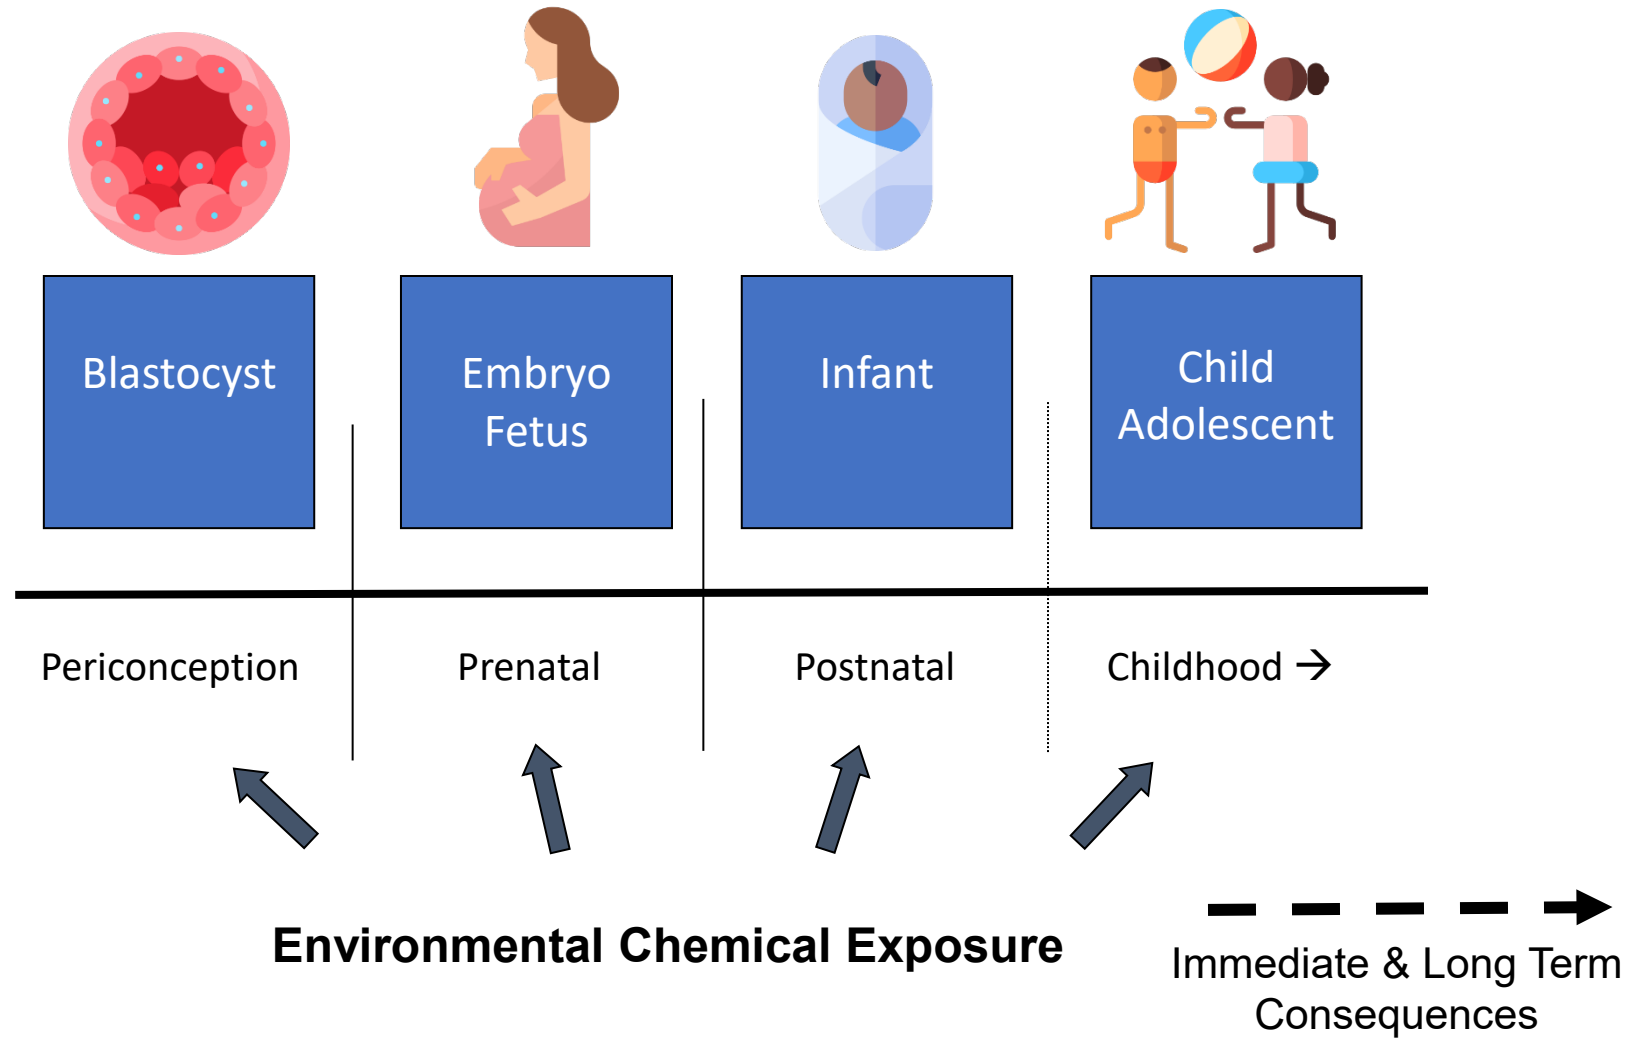 Blastocyst
Embryo
Fetus
Infant
Child
Adolescent
Periconception
Prenatal
Postnatal
Childhood →
Environmental Chemical Exposure
Immediate & Long Term
Consequences